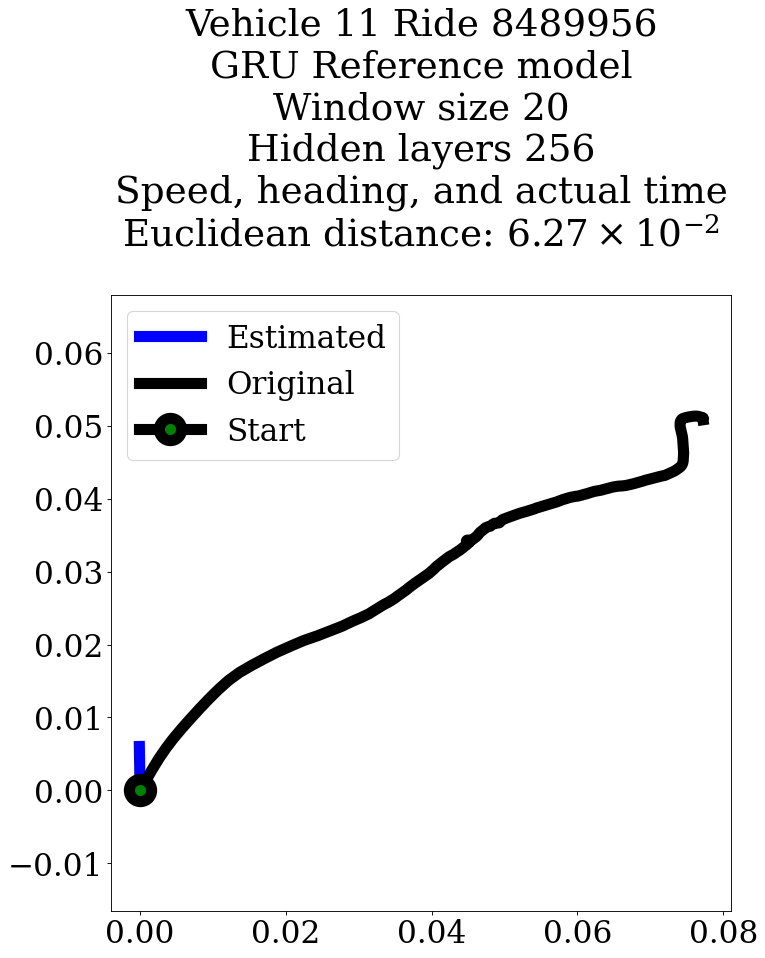 Vehicle 11 Ride 8489956
GRU Reference model
Window size 20
Hidden layers 256
Speed, heading, and actual time
Euclidean distance: 6.27 × 10⁻²
Estimated
Original
Start
0.06
0.05
0.04
0.03
0.02
0.01
0.00
−0.01
0.00 0.02 0.04 0.06 0.08